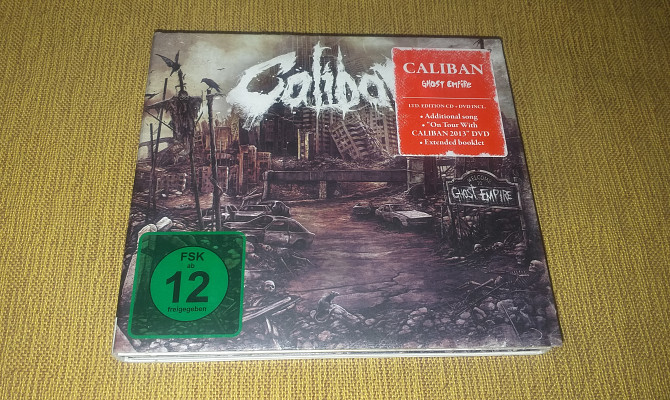 Caliban
CALIBAN
GHOST EMPIRE
LTD. EDITION CD + DVD INCL.
• Additional song
• "On Tour With
CALIBAN 2013" DVD
• Extended booklet
WELCOME
GHOST EMPIRE
FSK
ab
12
freigegeben